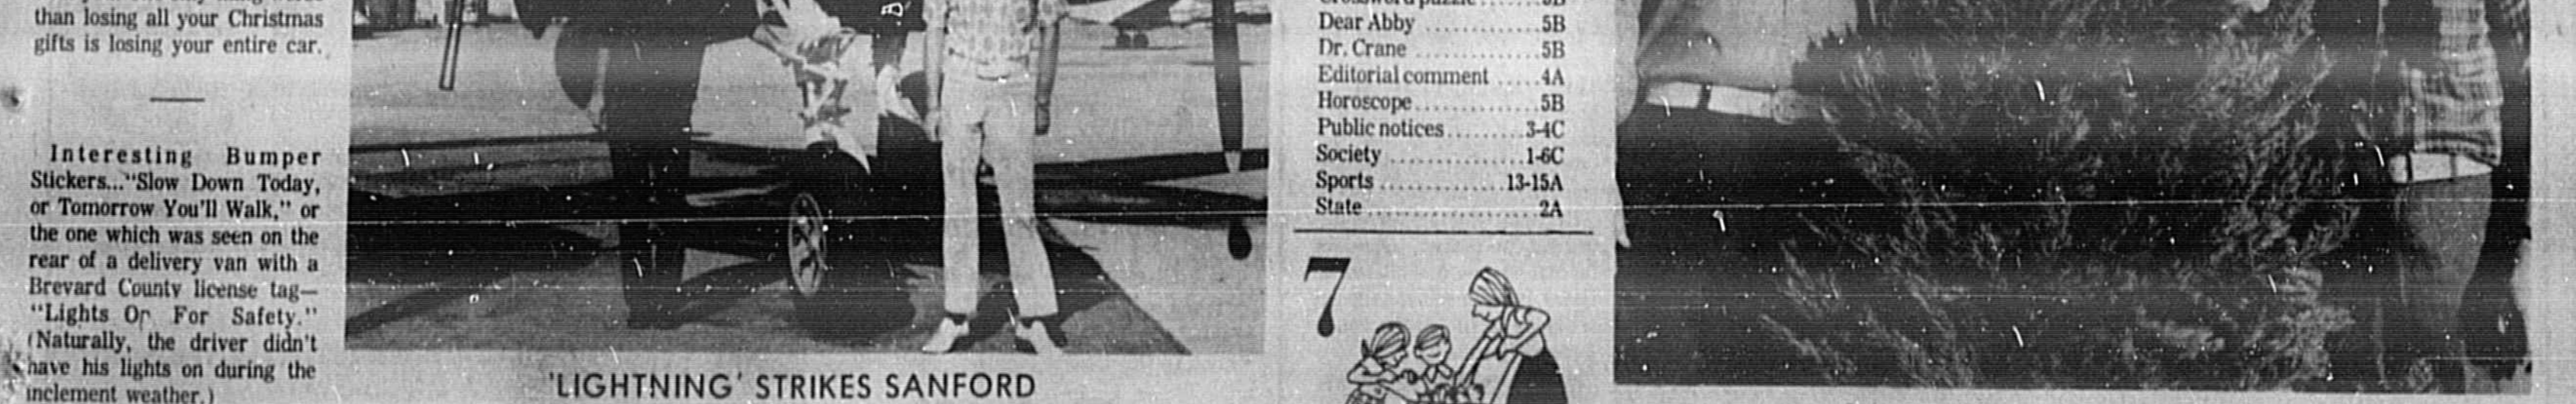 than losing all your Christmas
gifts is losing your entire car.
Interesting Bumper
Stickers..."Slow Down Today,
or Tomorrow You'll Walk," or
the one which was seen on the
rear of a delivery van with a
Brevard County license tag—
"Lights On For Safety."
(Naturally, the driver didn't
have his lights on during the
inclement weather.)
'LIGHTNING' STRIKES SANFORD
Crossword puzzle ........5B
Dear Abby ..............5B
Dr. Crane ...............5B
Editorial comment .....4A
Horoscope...............5B
Public notices.........3-4C
Society ................1-6C
Sports ...............13-15A
State ....................2A
7